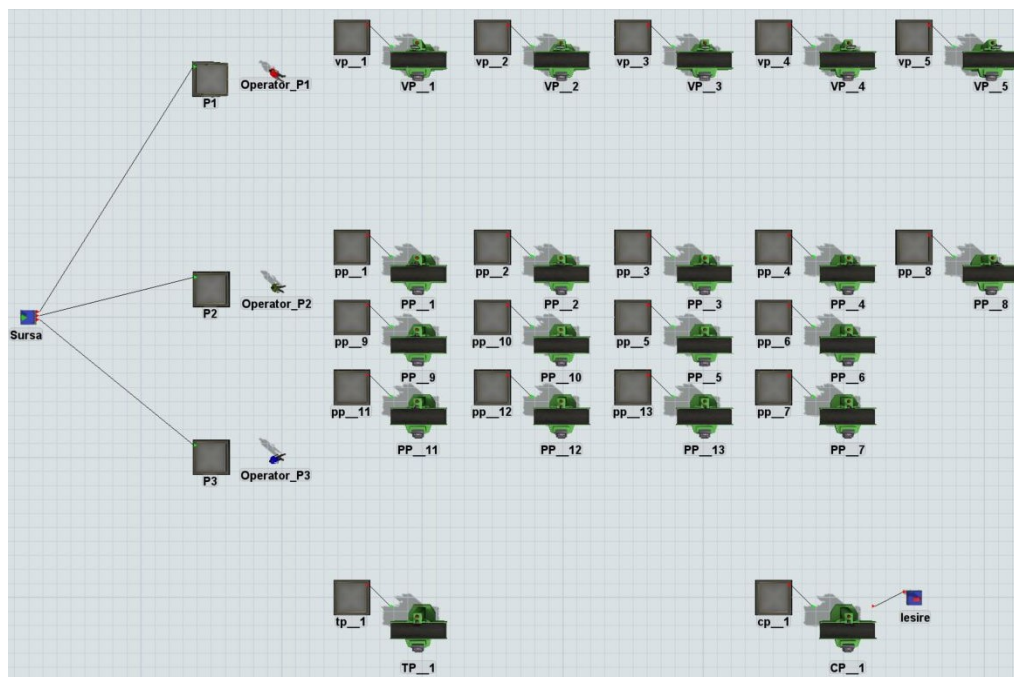 vp__1
vp__2
vp__3
vp__4
vp__5
P1
Operator_P1
VP__1
VP__2
VP__3
VP__4
VP__5
pp__1
pp__2
pp__3
pp__4
pp__8
P2
Operator_P2
PP__1
PP__2
PP__3
PP__4
PP__8
Sursa
pp__9
pp__10
pp__5
pp__6
PP__9
PP__10
PP__5
PP__6
pp__11
pp__12
pp__13
pp__7
PP__11
PP__12
PP__13
PP__7
P3
Operator_P3
tp__1
cp__1
Iesire
TP__1
CP__1